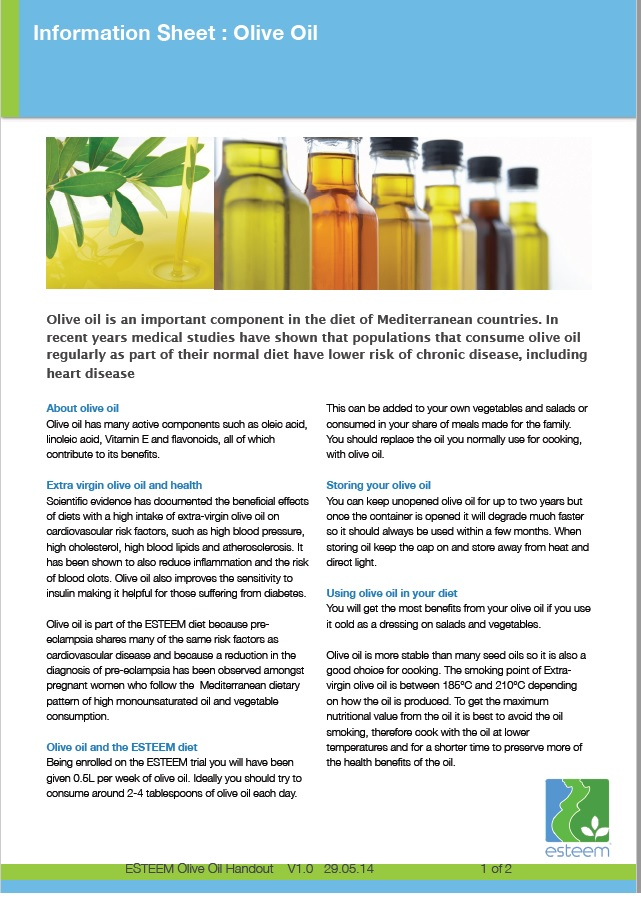 Information Sheet : Olive Oil
Olive oil is an important component in the diet of Mediterranean countries. In
recent years medical studies have shown that populations that consume olive oil
regularly as part of their normal diet have lower risk of chronic disease, including
heart disease
About olive oil
Olive oil has many active components such as oleic acid,
linoleic acid, Vitamin E and flavonoids, all of which
contribute to its benefits.
Extra virgin olive oil and health
Scientific evidence has documented the beneficial effects
of diets with a high intake of extra-virgin olive oil on
cardiovascular risk factors, such as high blood pressure,
high cholesterol, high blood lipids and atherosclerosis. It
has been shown to also reduce inflammation and the risk
of blood clots. Olive oil also improves the sensitivity to
insulin making it helpful for those suffering from diabetes.
Olive oil is part of the ESTEEM diet because pre-
eclampsia shares many of the same risk factors as
cardiovascular disease and because a reduction in the
diagnosis of pre-eclampsia has been observed amongst
pregnant women who follow the Mediterranean dietary
pattern of high monounsaturated oil and vegetable
consumption.
Olive oil and the ESTEEM diet
Being enrolled on the ESTEEM trial you will have been
given 0.5L per week of olive oil. Ideally you should try to
consume around 2-4 tablespoons of olive oil each day.
This can be added to your own vegetables and salads or
consumed in your share of meals made for the family.
You should replace the oil you normally use for cooking,
with olive oil.
Storing your olive oil
You can keep unopened olive oil for up to two years but
once the container is opened it will degrade much faster
so it should always be used within a few months. When
storing oil keep the cap on and store away from heat and
direct light.
Using olive oil in your diet
You will get the most benefits from your olive oil if you use
it cold as a dressing on salads and vegetables.
Olive oil is more stable than many seed oils so it is also a
good choice for cooking. The smoking point of Extra-
virgin olive oil is between 185ºC and 210ºC depending
on how the oil is produced. To get the maximum
nutritional value from the oil it is best to avoid the oil
smoking, therefore cook with the oil at lower
temperatures and for a shorter time to preserve more of
the health benefits of the oil.
esteem
ESTEEM Olive Oil Handout V1.0 29.05.14 1 of 2